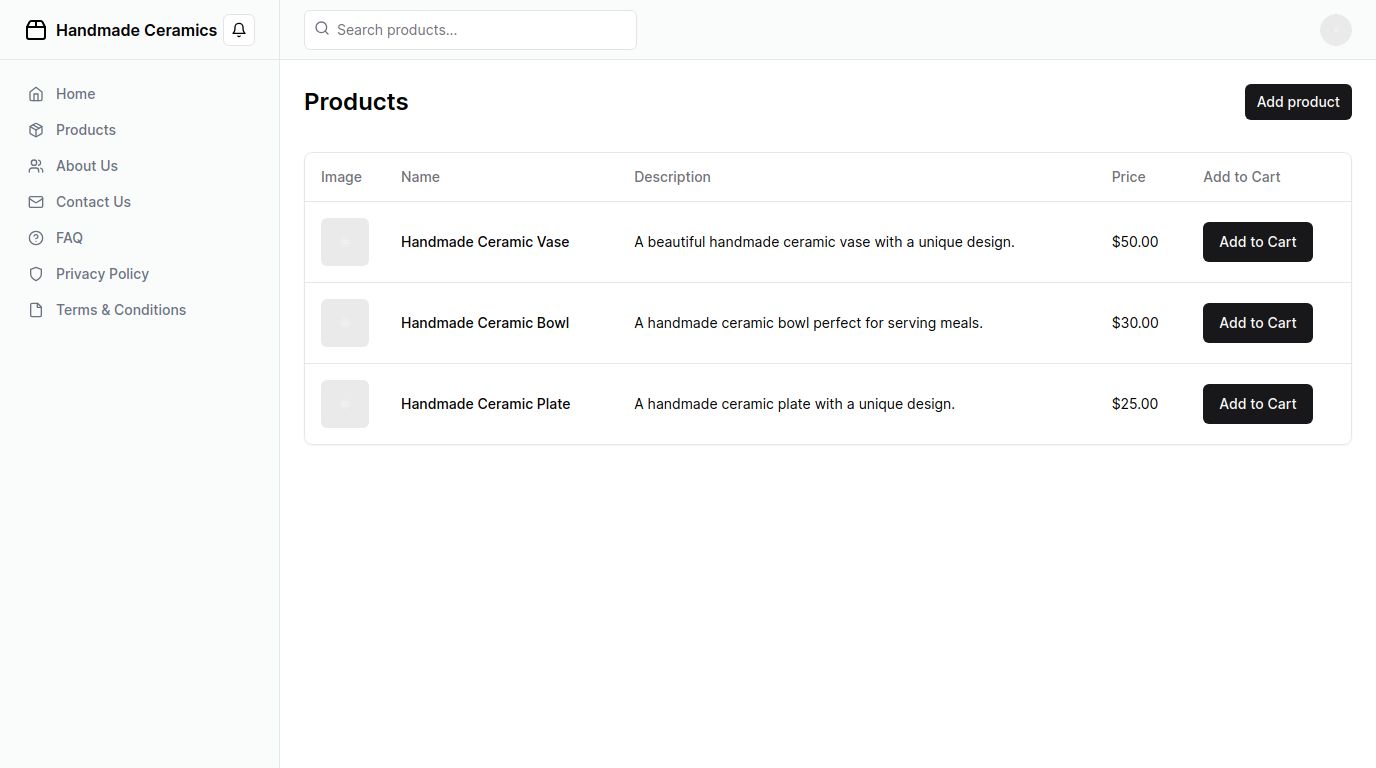 Handmade Ceramics
Search products...
Home
Products
About Us
Contact Us
FAQ
Privacy Policy
Terms & Conditions
Products
Add product
Image Name Description Price Add to Cart
Handmade Ceramic Vase A beautiful handmade ceramic vase with a unique design. $50.00 Add to Cart
Handmade Ceramic Bowl A handmade ceramic bowl perfect for serving meals. $30.00 Add to Cart
Handmade Ceramic Plate A handmade ceramic plate with a unique design. $25.00 Add to Cart